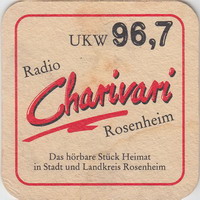 UKW 96,7
Radio
Charivari
Rosenheim
Das hörbare Stück Heimat
in Stadt und Landkreis Rosenheim